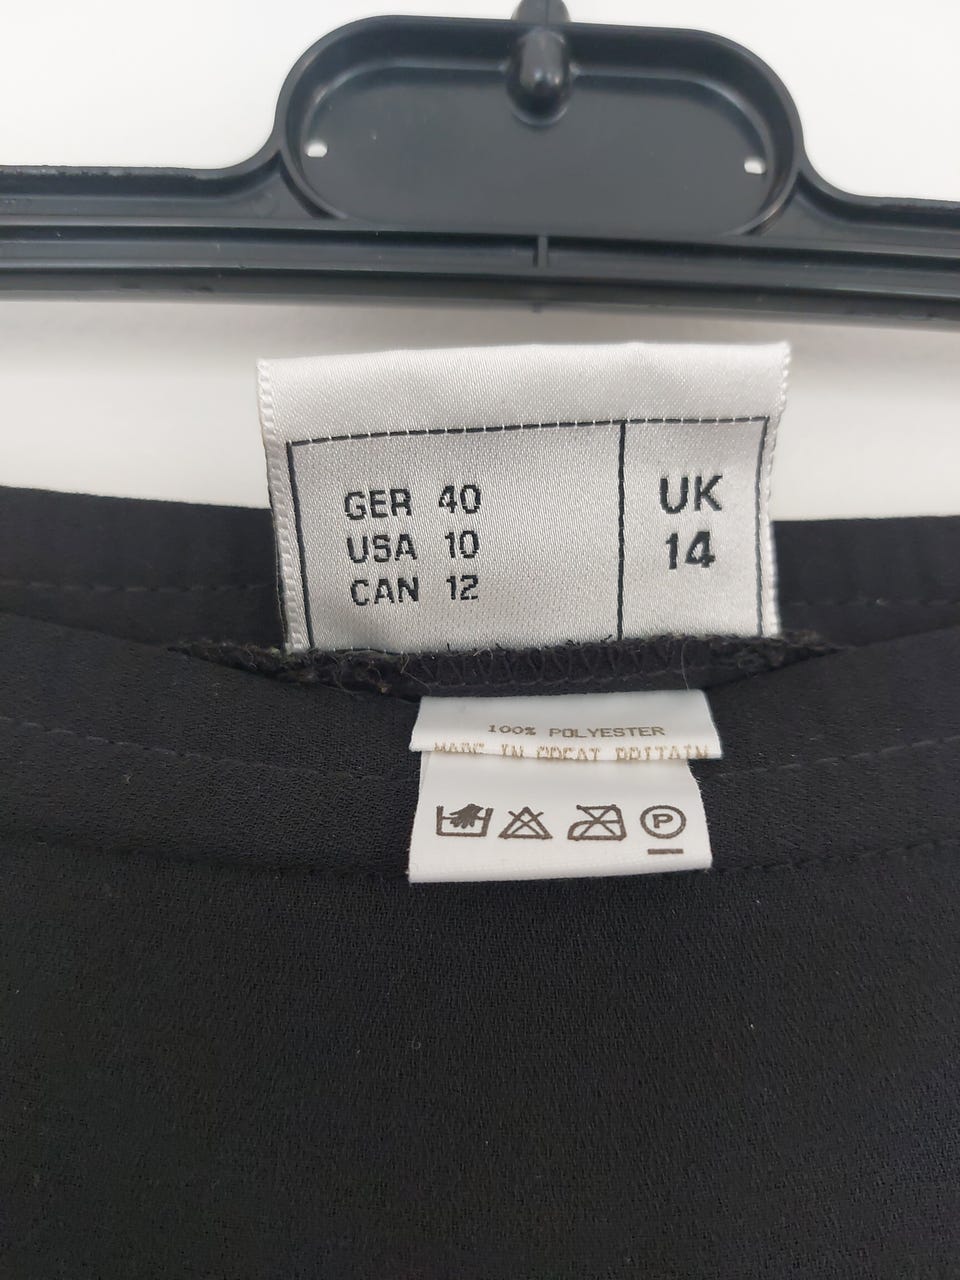 GER 40
USA 10
CAN 12
UK
14
100% POLYESTER
MADE IN GREAT BRITAIN
P